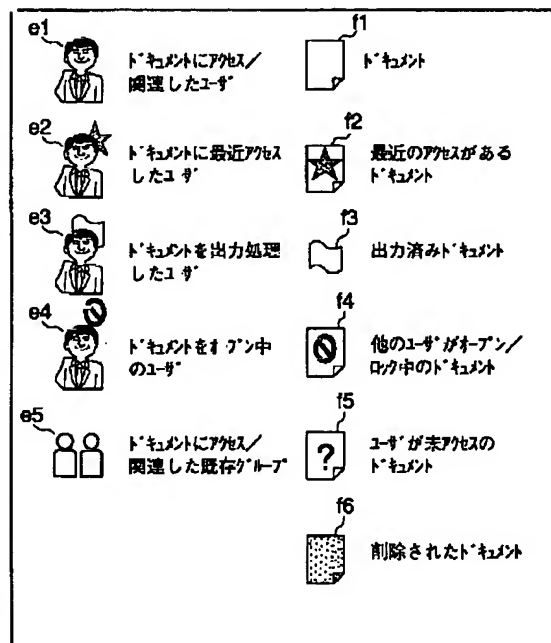 e1
ドキュメントにアクセス/
関連したユーザ
e2
ドキュメントに最近アクセス
したユーザ
e3
ドキュメントを出力処理
したユーザ
e4
ドキュメントをオープン中
のユーザ
e5
ドキュメントにアクセス/
関連した既存グループ
f1
ドキュメント
f2
最近のアクセスがある
ドキュメント
f3
出力済みドキュメント
f4
他のユーザがオープン/
ロック中のドキュメント
f5
?
ユーザが未アクセスの
ドキュメント
f6
削除されたドキュメント